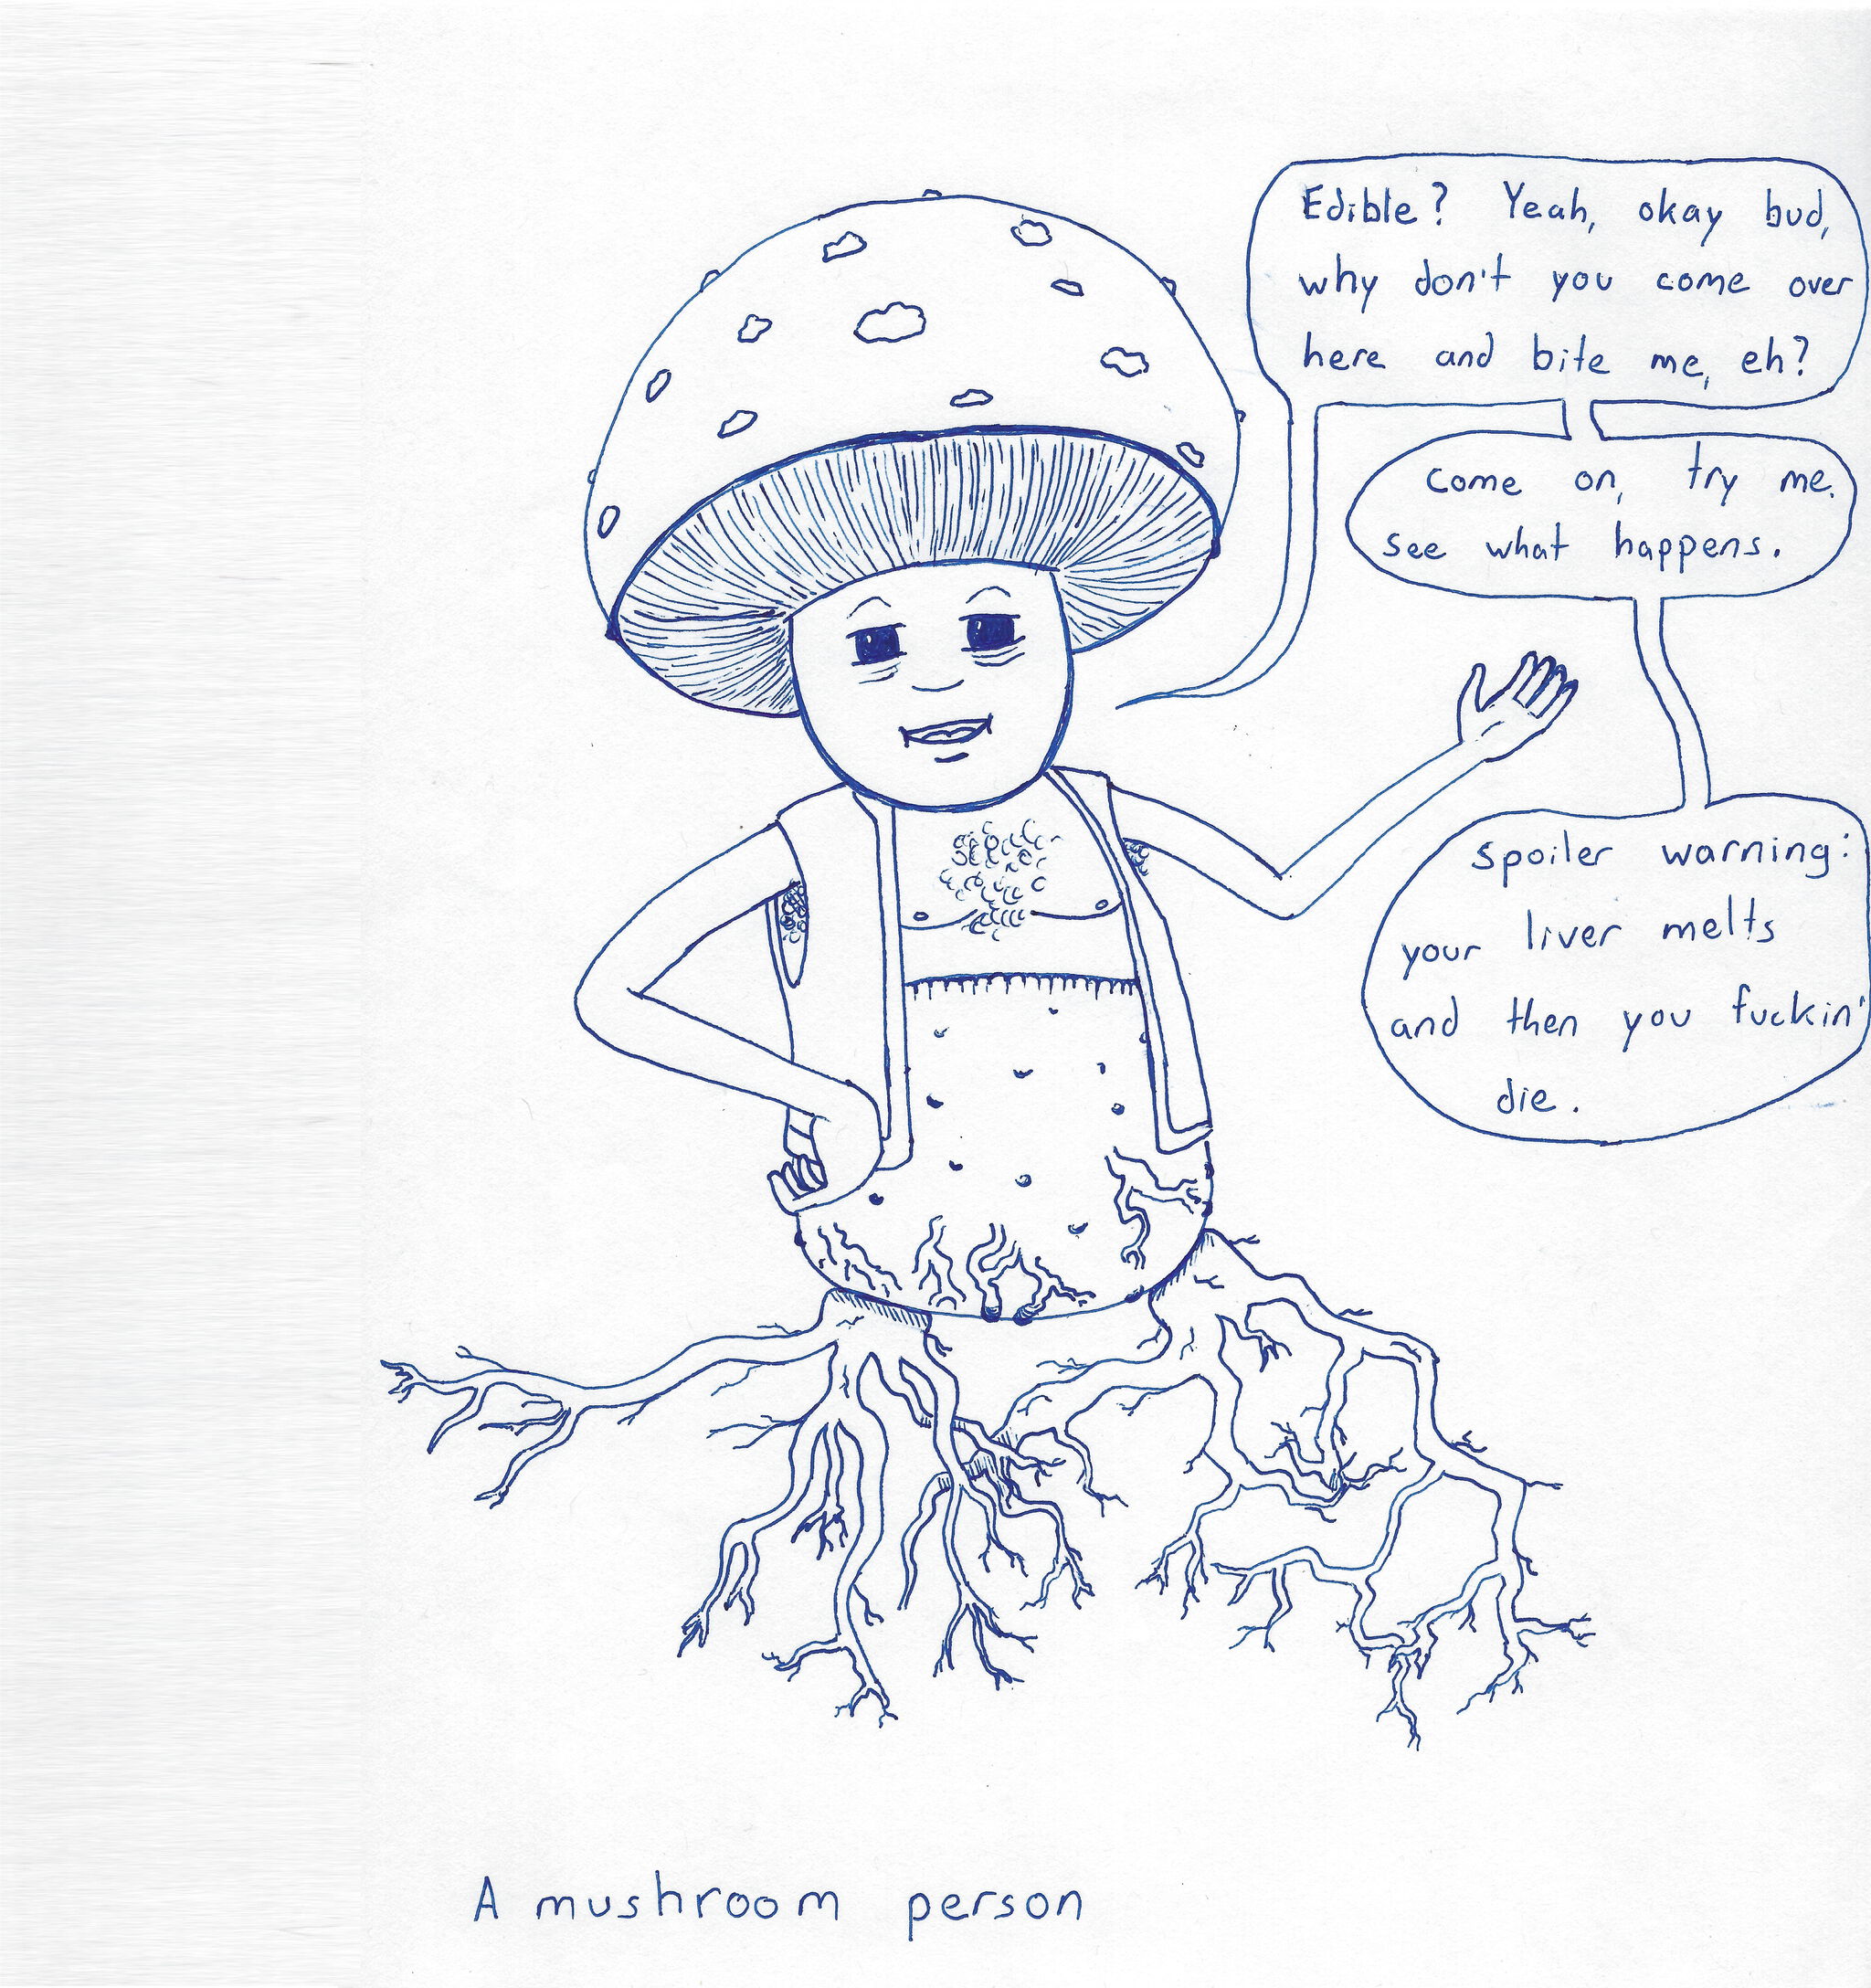 Edible? Yeah, okay bud,
why don't you come over
here and bite me, eh?
Come on, try me.
See what happens.
Spoiler warning:
your liver melts
and then you fuckin'
die.
A mushroom person